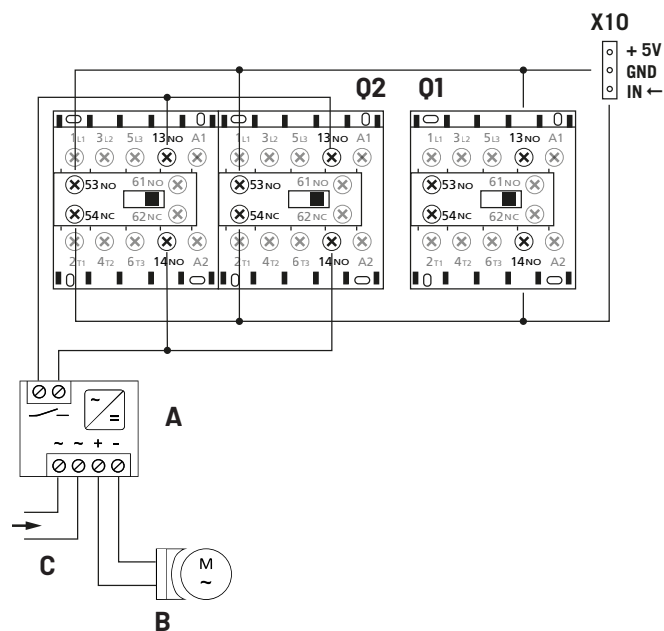 X10
+ 5V
GND
IN ←
Q2 Q1
1L1 3L2 5L3 13NO A1 1L1 3L2 5L3 13NO A1 1L1 3L2 5L3 13NO A1
53NO 61NO 53NO 61NO 53NO 61NO
54NC 62NC 54NC 62NC 54NC 62NC
2T1 4T2 6T3 14NO A2 2T1 4T2 6T3 14NO A2 2T1 4T2 6T3 14NO A2
~
=
A
~ ~ + -
C
M
~
B